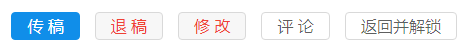 传 稿 退 稿 修 改 评 论 返回并解锁